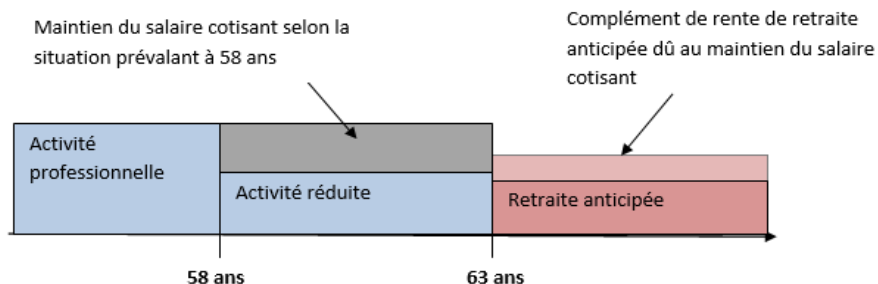 Maintien du salaire cotisant selon la
situation prévalant à 58 ans
Complément de rente de retraite
anticipée dû au maintien du salaire
cotisant
Activité
professionnelle
Activité réduite
Retraite anticipée
58 ans
63 ans